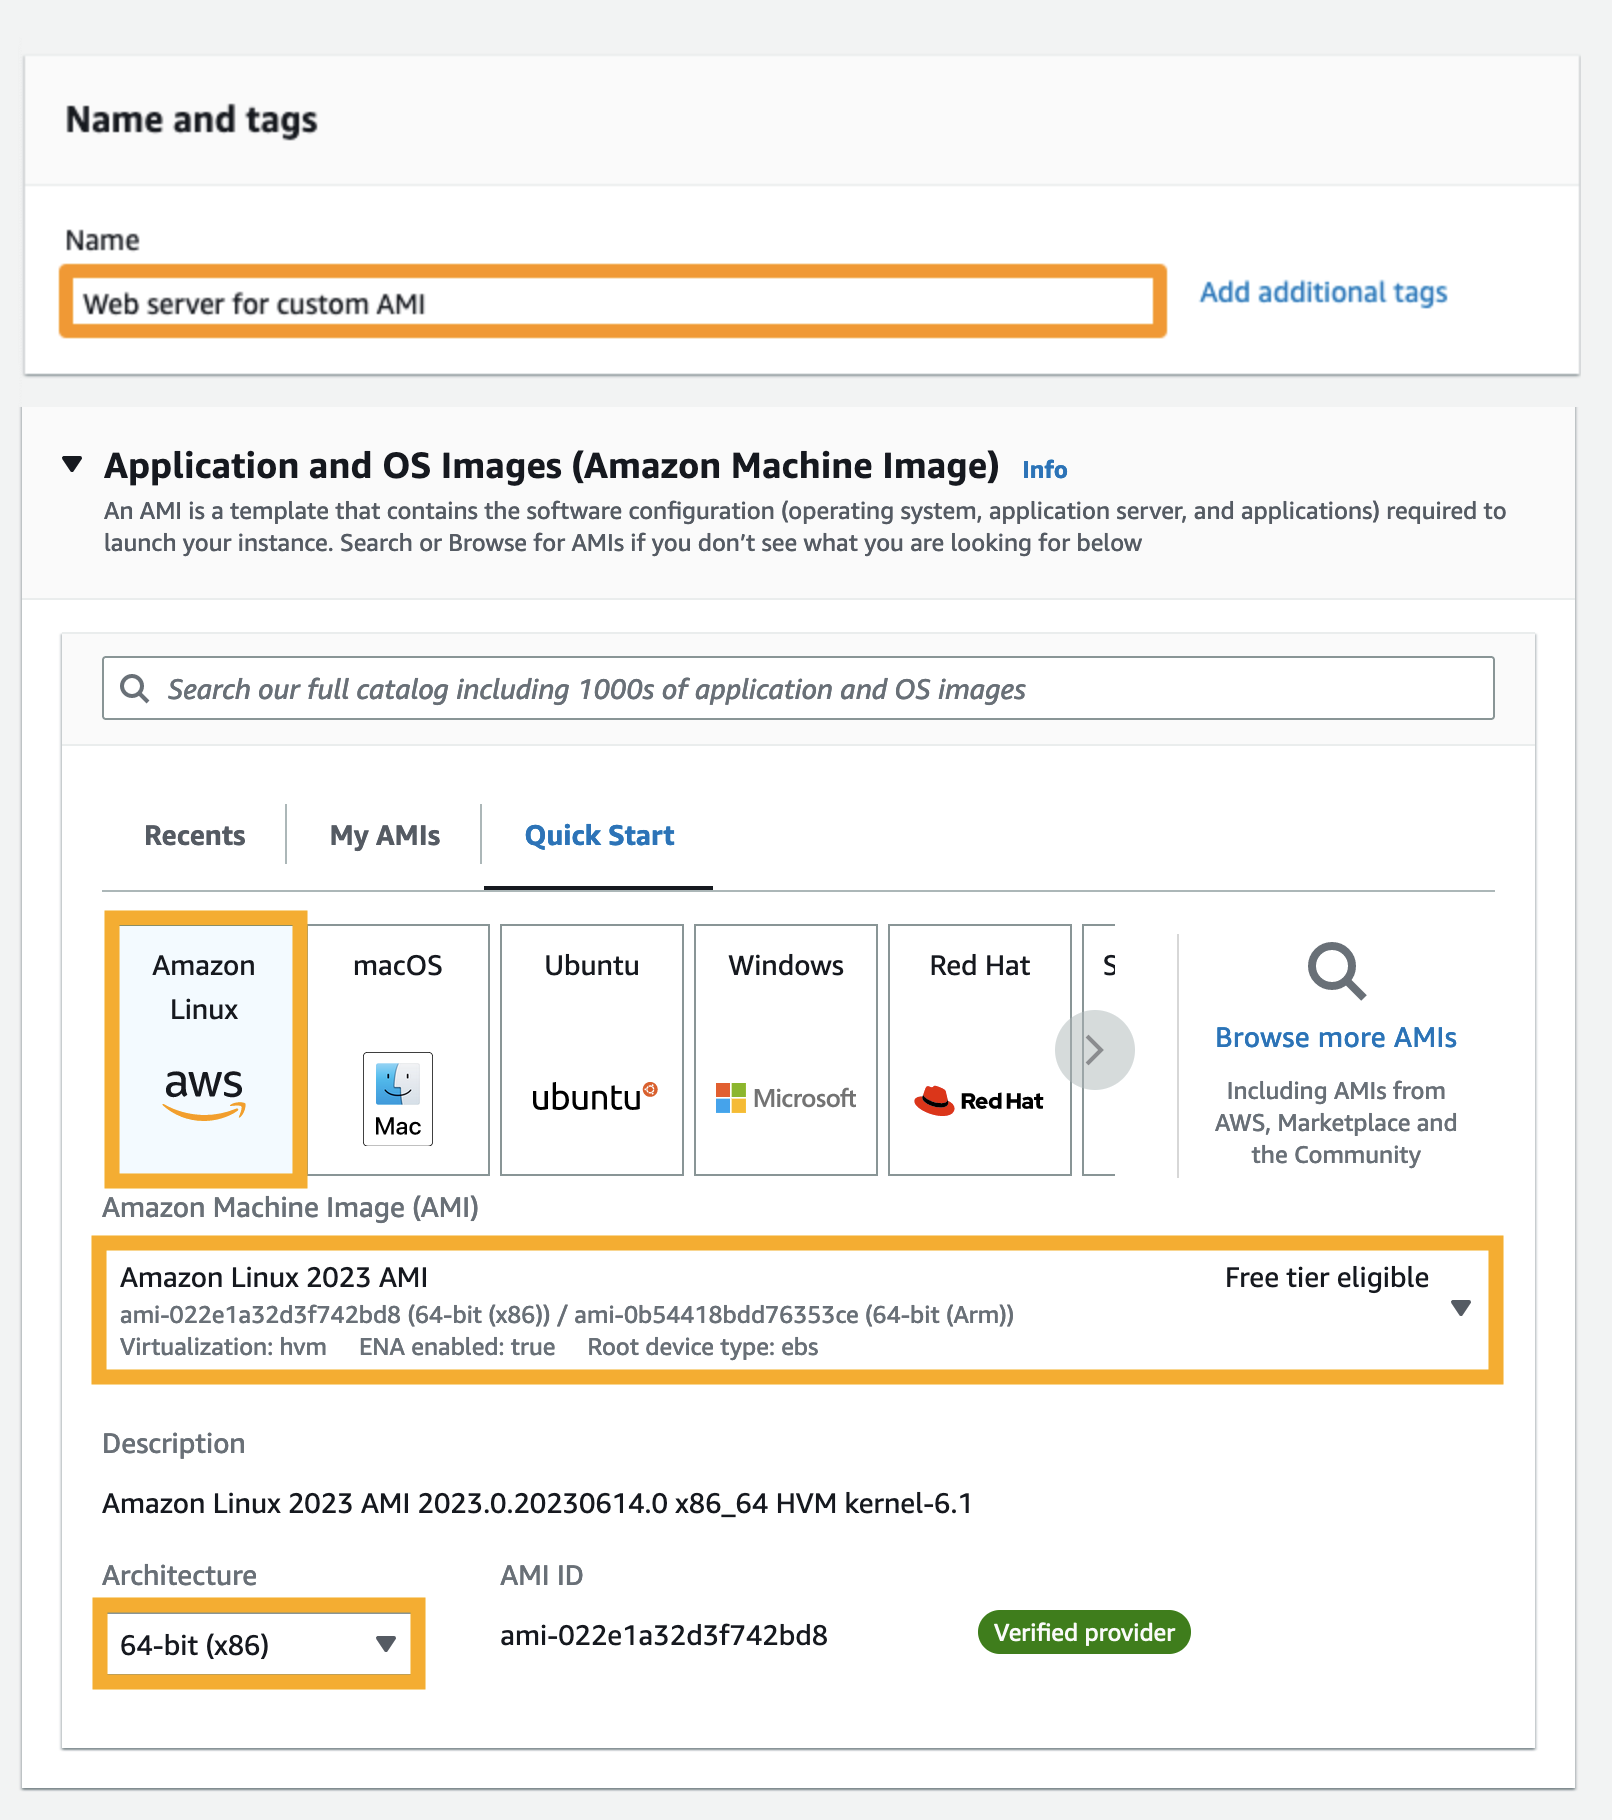 Name and tags
Name
Web server for custom AMI
Add additional tags
Application and OS Images (Amazon Machine Image) Info
An AMI is a template that contains the software configuration (operating system, application server, and applications) required to
launch your instance. Search or Browse for AMIs if you don’t see what you are looking for below
Search our full catalog including 1000s of application and OS images
Recents My AMIs Quick Start
Amazon
Linux
aws
macOS
Mac
Ubuntu
ubuntu
Windows
Microsoft
Red Hat
Red Hat
S
Browse more AMIs
Including AMIs from
AWS, Marketplace and
the Community
Amazon Machine Image (AMI)
Amazon Linux 2023 AMI Free tier eligible
ami-022e1a32d3f742bd8 (64-bit (x86)) / ami-0b54418bdd76353ce (64-bit (Arm))
Virtualization: hvm ENA enabled: true Root device type: ebs
Description
Amazon Linux 2023 AMI 2023.0.20230614.0 x86_64 HVM kernel-6.1
Architecture AMI ID
64-bit (x86) ami-022e1a32d3f742bd8 Verified provider